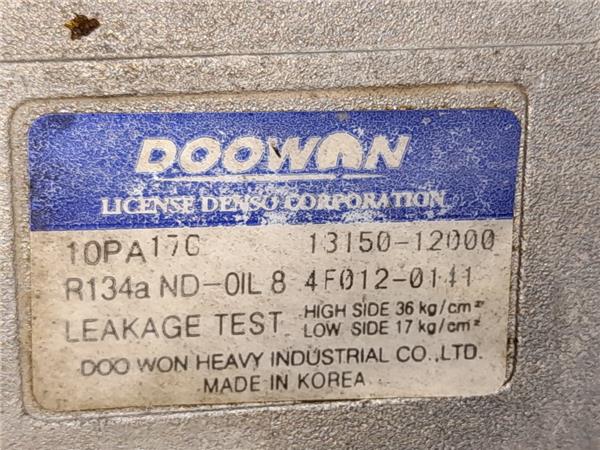 DOOWON
LICENSE DENSO CORPORATION
10PA17C 13150-12000
R134a ND-OIL 8 4F012-0141
LEAKAGE TEST HIGH SIDE 36 kg/cm²
LOW SIDE 17 kg/cm²
DOO WON HEAVY INDUSTRIAL CO.,LTD.
MADE IN KOREA